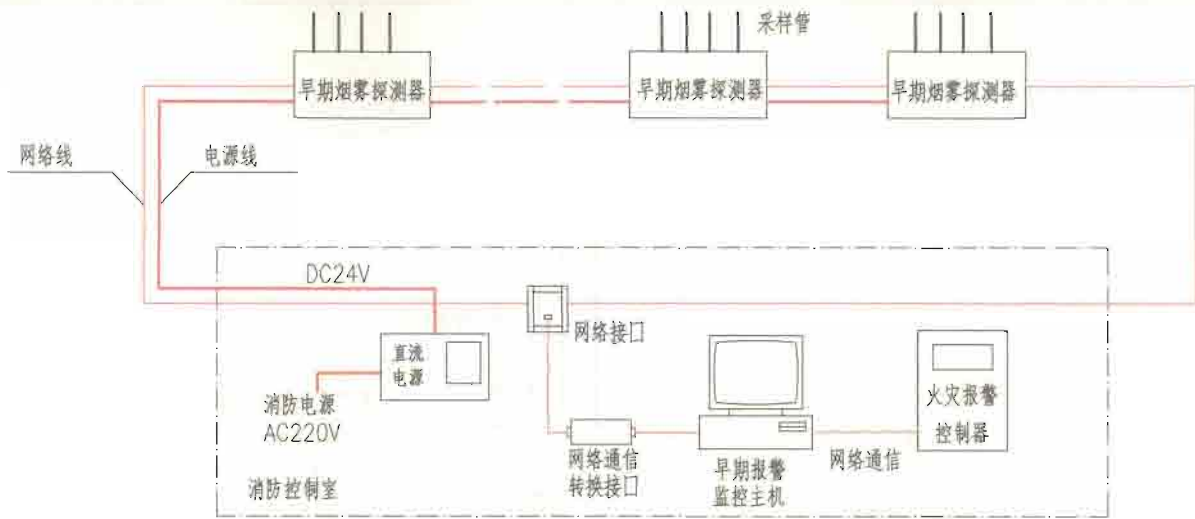 采样管
早期烟雾探测器
早期烟雾探测器
早期烟雾探测器
网络线
电源线
DC24V
网络接口
直流
电源
消防电源
AC220V
火灾报警
控制器
网络通信
转换接口
早期报警
监控主机
网络通信
消防控制室